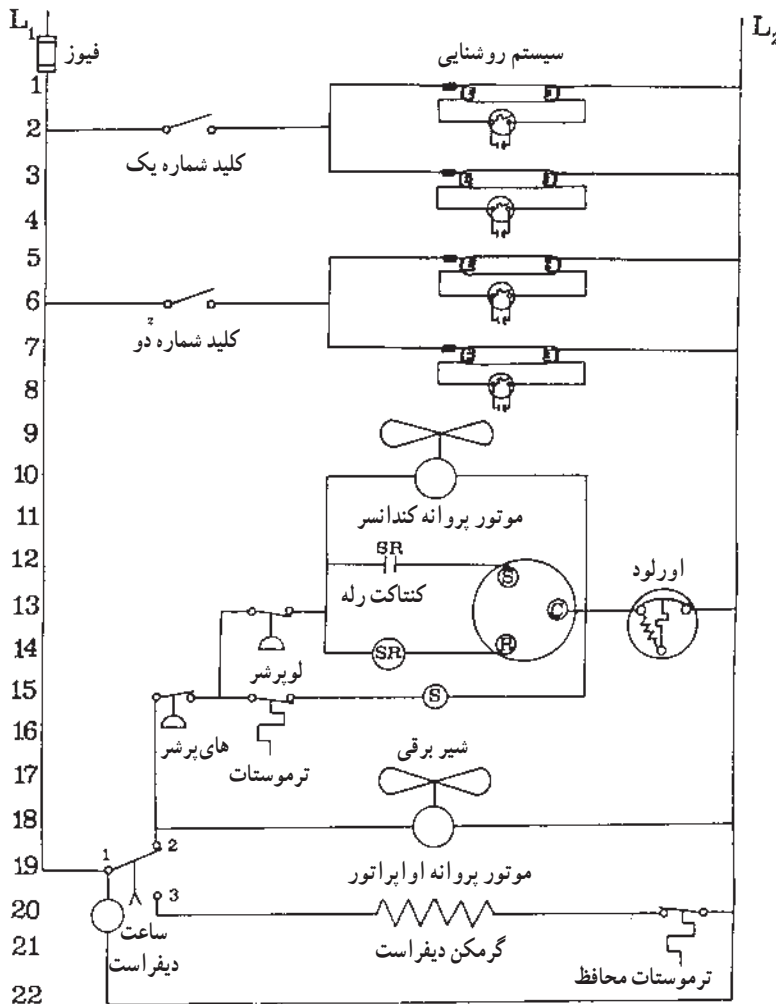 L₁
L₂
فیوز
سیستم روشنایی
1
2
کلید شماره یک
3
4
5
6
z
کلید شماره دو
7
8
9
10
موتور پروانه کندانسر
11
12
SR
S
کنتاکت رله
اورلود
13
C
لوپرشر
14
SR
R
15
S
های‌پرشر
ترموستات
16
شیر برقی
17
18
1
2
19
موتور پروانه اواپراتور
3
20
ساعت
دیفراست
گرمکن دیفراست
21
ترموستات محافظ
22